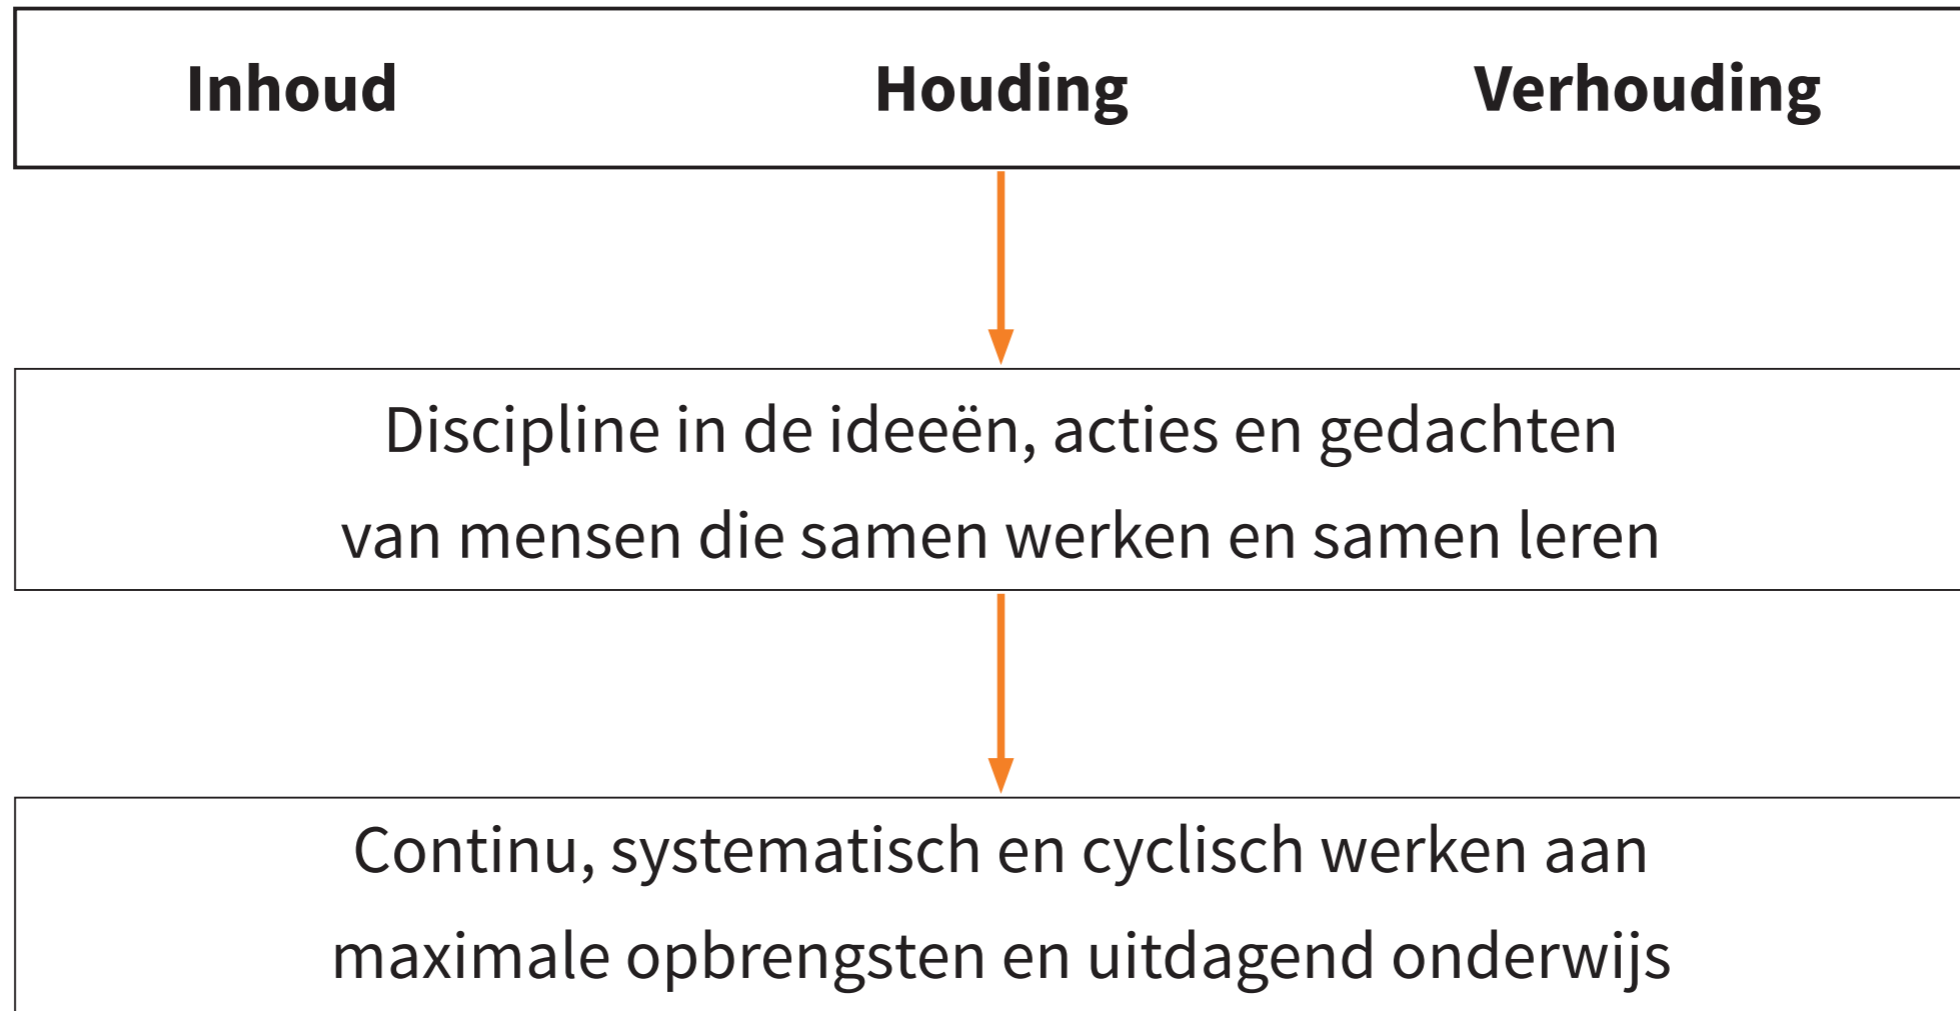 Inhoud Houding Verhouding
Discipline in de ideeën, acties en gedachten
van mensen die samen werken en samen leren
Continu, systematisch en cyclisch werken aan
maximale opbrengsten en uitdagend onderwijs